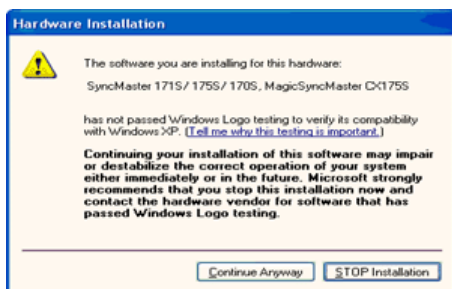 Hardware Installation
The software you are installing for this hardware:
SyncMaster 171S/ 175S/ 170S, MagicSyncMaster CX175S
has not passed Windows Logo testing to verify its compatibility
with Windows XP. (Tell me why this testing is important.)
Continuing your installation of this software may impair
or destabilize the correct operation of your system
either immediately or in the future. Microsoft strongly
recommends that you stop this installation now and
contact the hardware vendor for software that has
passed Windows Logo testing.
Continue Anyway STOP Installation